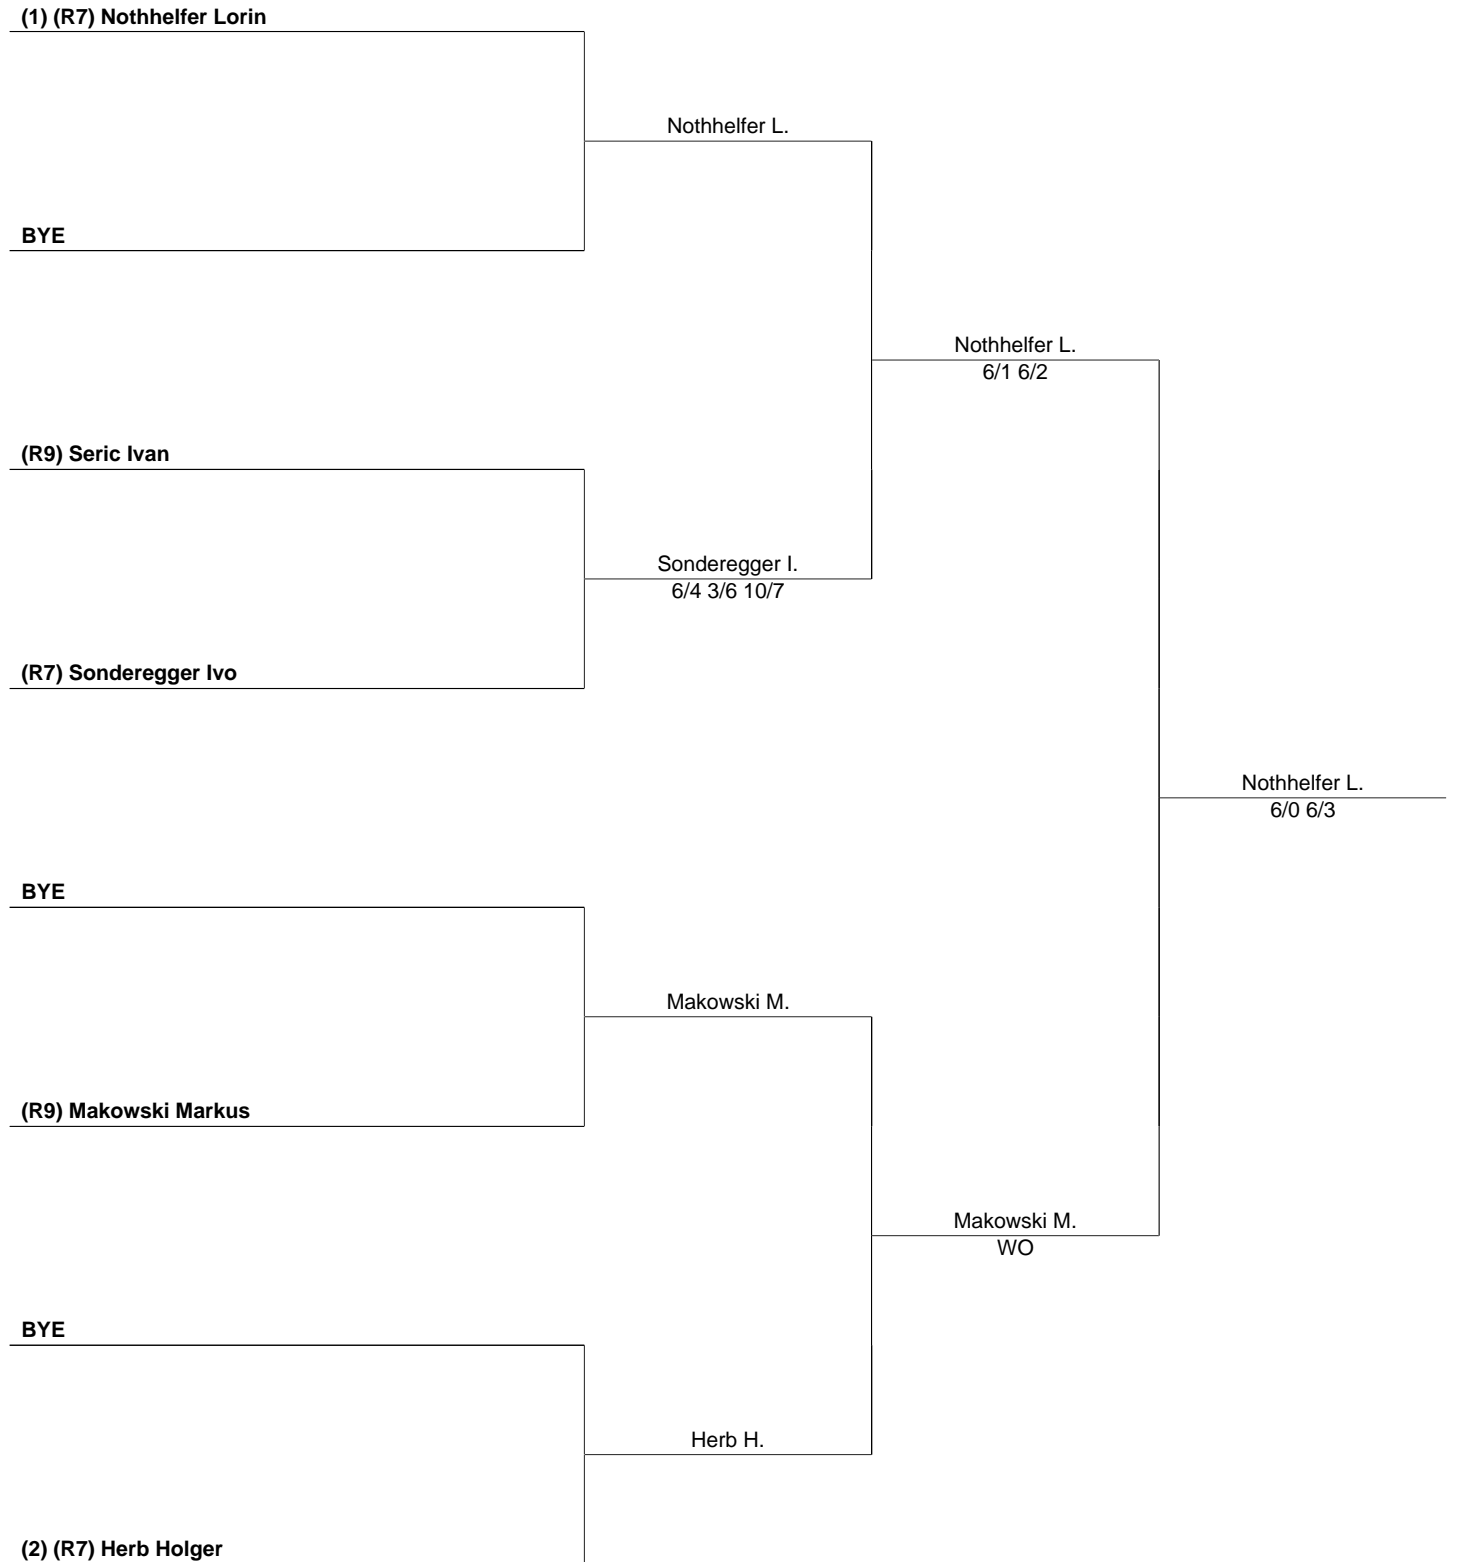 (1) (R7) Nothhelfer Lorin
Nothhelfer L.
BYE
Nothhelfer L.
6/1 6/2
(R9) Seric Ivan
Sonderegger I.
6/4 3/6 10/7
(R7) Sonderegger Ivo
Nothhelfer L.
6/0 6/3
BYE
Makowski M.
(R9) Makowski Markus
Makowski M.
WO
BYE
Herb H.
(2) (R7) Herb Holger